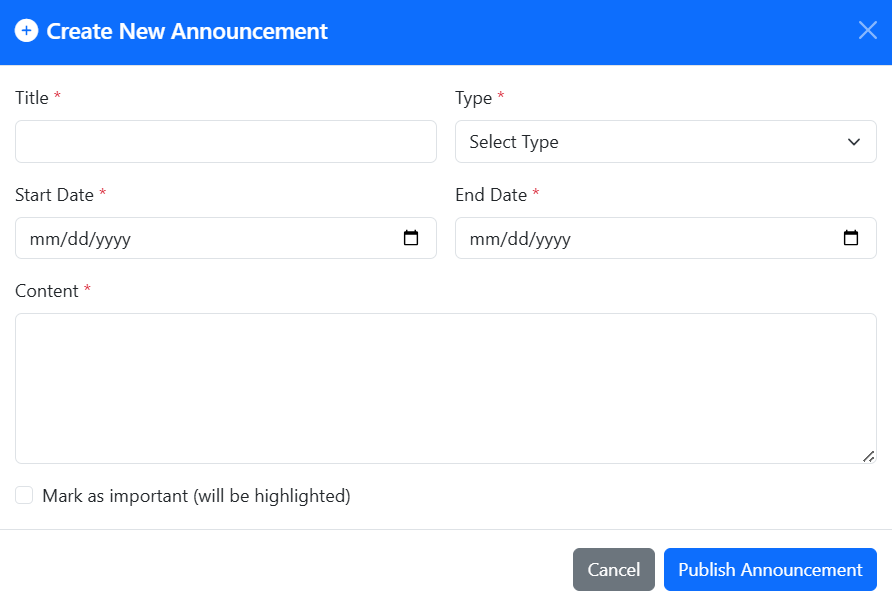 Create New Announcement
Title * Type *
Select Type
Start Date * End Date *
mm/dd/yyyy mm/dd/yyyy
Content *
Mark as important (will be highlighted)
Cancel Publish Announcement